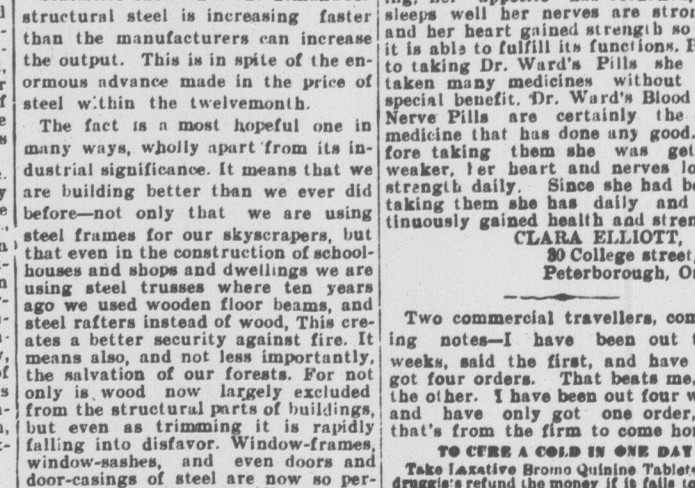 structural steel is increasing faster
than the manufacturers can increase
the output. This is in spite of the en-
ormous advance made in the price of
steel within the twelvemonth.
The fact is a most hopeful one in
many ways, wholly apart from its in-
dustrial significance. It means that we
are building better than we ever did
before—not only that we are using
steel frames for our skyscrapers, but
that even in the construction of school-
houses and shops and dwellings we are
using steel trusses where ten years
ago we used wooden floor beams, and
steel rafters instead of wood, This cre-
ates a better security against fire. It
means also, and not less importantly,
the salvation of our forests. For not
only is wood now largely excluded
from the structural parts of buildings,
but even as trimming it is rapidly
falling into disfavor. Window-frames,
window-sashes, and even doors and
door-casings of steel are now so per-
sleeps well her nerves are
and her heart gained strength so
it is able to fulfill its functions.
to taking Dr. Ward's Pills she
taken many medicines without
special benefit. Dr. Ward's Blood
Nerve Pills are certainly the
medicine that has done any good.
fore taking them she was
weaker, her heart and nerves
strength daily. Since she had
taking them she has daily and
tinuously gained health and
CLARA ELLIOTT,
80 College street,
Peterborough,
Two commercial travellers,
ing notes—I have been out
weeks, said the first, and have
got four orders. That beats me,
the other. I have been out four
and have only got one order,
that's from the firm to come
TO CURE A COLD IN ONE DAY
Take Laxative Bromo Quinine Tablets
druggists refund the money if it fails to